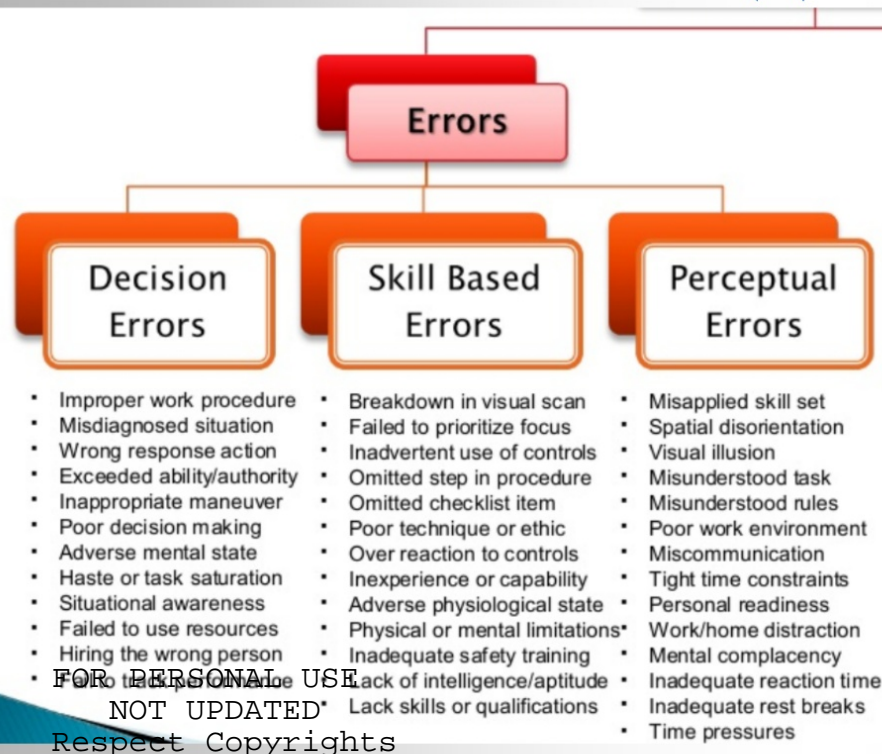 Errors
Decision
Errors
Improper work procedure
Misdiagnosed situation
Wrong response action
Exceeded ability/authority
Inappropriate maneuver
Poor decision making
Adverse mental state
Haste or task saturation
Situational awareness
Failed to use resources
Hiring the wrong person
Fail to track performance
Skill Based
Errors
Breakdown in visual scan
Failed to prioritize focus
Inadvertent use of controls
Omitted step in procedure
Omitted checklist item
Poor technique or ethic
Over reaction to controls
Inexperience or capability
Adverse physiological state
Physical or mental limitations
Inadequate safety training
Lack of intelligence/aptitude
Lack skills or qualifications
Perceptual
Errors
Misapplied skill set
Spatial disorientation
Visual illusion
Misunderstood task
Misunderstood rules
Poor work environment
Miscommunication
Tight time constraints
Personal readiness
Work/home distraction
Mental complacency
Inadequate reaction time
Inadequate rest breaks
Time pressures
FOR PERSONAL USE
NOT UPDATED
Respect Copyrights